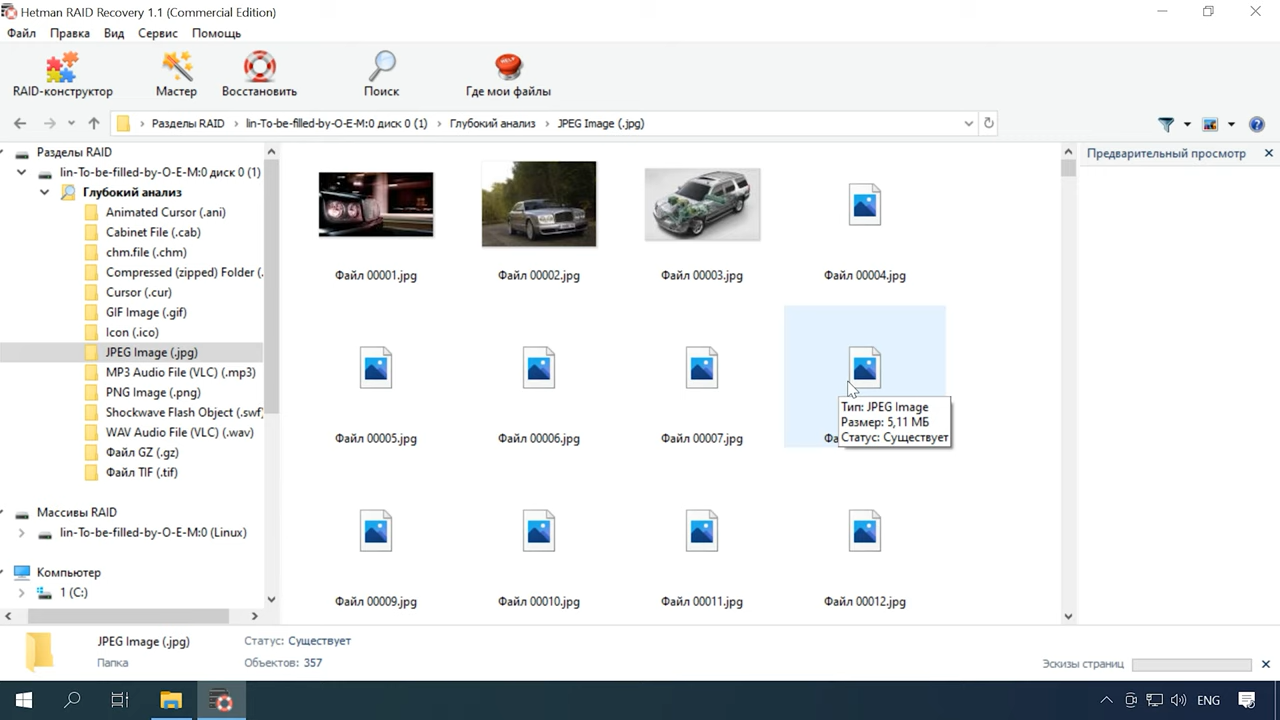 Hetman RAID Recovery 1.1 (Commercial Edition)
Файл Правка Вид Сервис Помощь
RAID-конструктор Мастер Восстановить Поиск Где мои файлы
Разделы RAID lin-To-be-filled-by-O-E-M:0 диск 0 (1) Глубокий анализ JPEG Image (.jpg)
Разделы RAID
lin-To-be-filled-by-O-E-M:0 диск 0 (1)
Глубокий анализ
Animated Cursor (.ani)
Cabinet File (.cab)
chm.file (.chm)
Compressed (zipped) Folder (.
Cursor (.cur)
GIF Image (.gif)
Icon (.ico)
JPEG Image (.jpg)
MP3 Audio File (VLC) (.mp3)
PNG Image (.png)
Shockwave Flash Object (.swf)
WAV Audio File (VLC) (.wav)
Файл GZ (.gz)
Файл TIF (.tif)
Массивы RAID
lin-To-be-filled-by-O-E-M:0 (Linux)
Компьютер
1 (C:)
Файл 00001.jpg Файл 00002.jpg Файл 00003.jpg Файл 00004.jpg
Файл 00005.jpg Файл 00006.jpg Файл 00007.jpg
Тип: JPEG Image
Размер: 5,11 МБ
Статус: Существует
Файл 00009.jpg Файл 00010.jpg Файл 00011.jpg Файл 00012.jpg
Предварительный просмотр
JPEG Image (.jpg) Статус: Существует
Папка Объектов: 357
Эскизы страниц
ENG